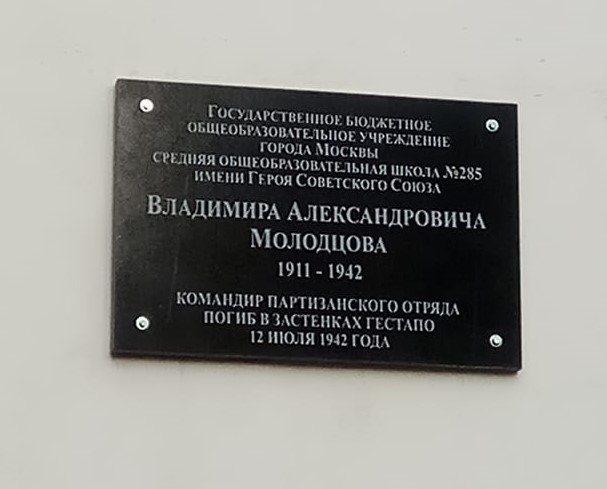 Государственное бюджетное
общеобразовательное учреждение
города Москвы
средняя общеобразовательная школа №285
имени Героя Советского Союза
Владимира Александровича
Молодцова
1911 - 1942
командир партизанского отряда
погиб в застенках гестапо
12 июля 1942 года